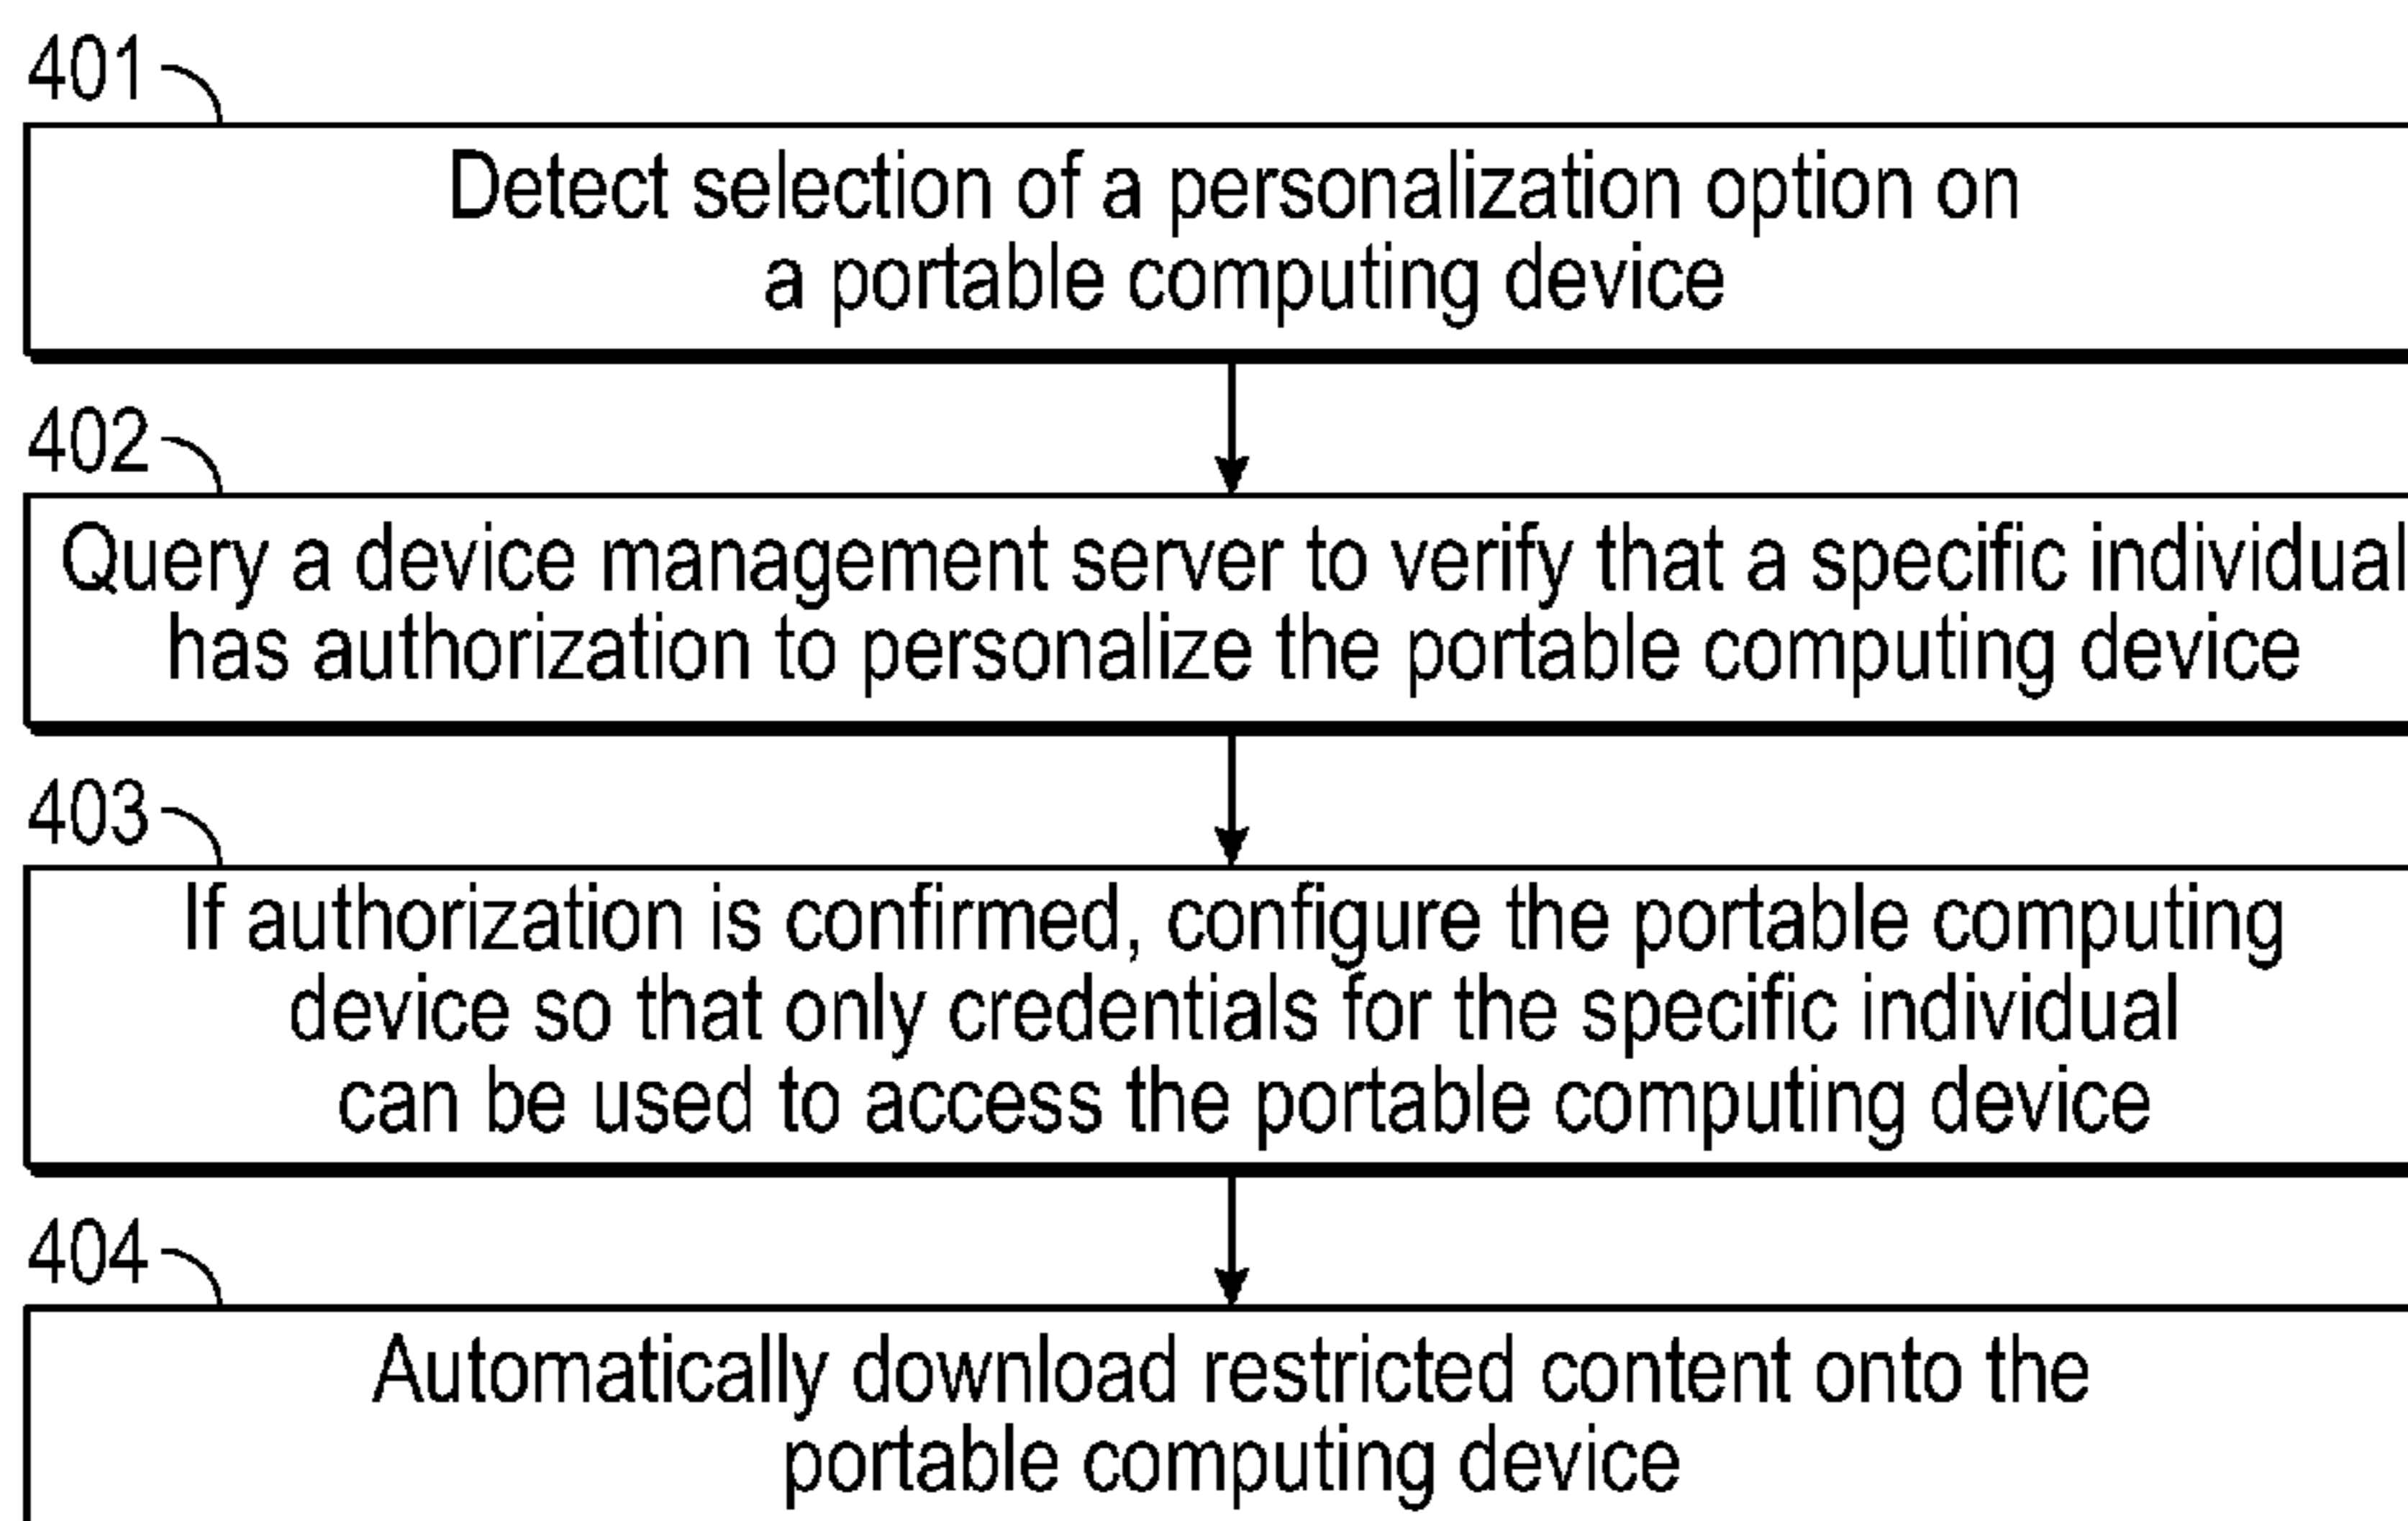 401
Detect selection of a personalization option on
a portable computing device
402
Query a device management server to verify that a specific individual
has authorization to personalize the portable computing device
403
If authorization is confirmed, configure the portable computing
device so that only credentials for the specific individual
can be used to access the portable computing device
404
Automatically download restricted content onto the
portable computing device